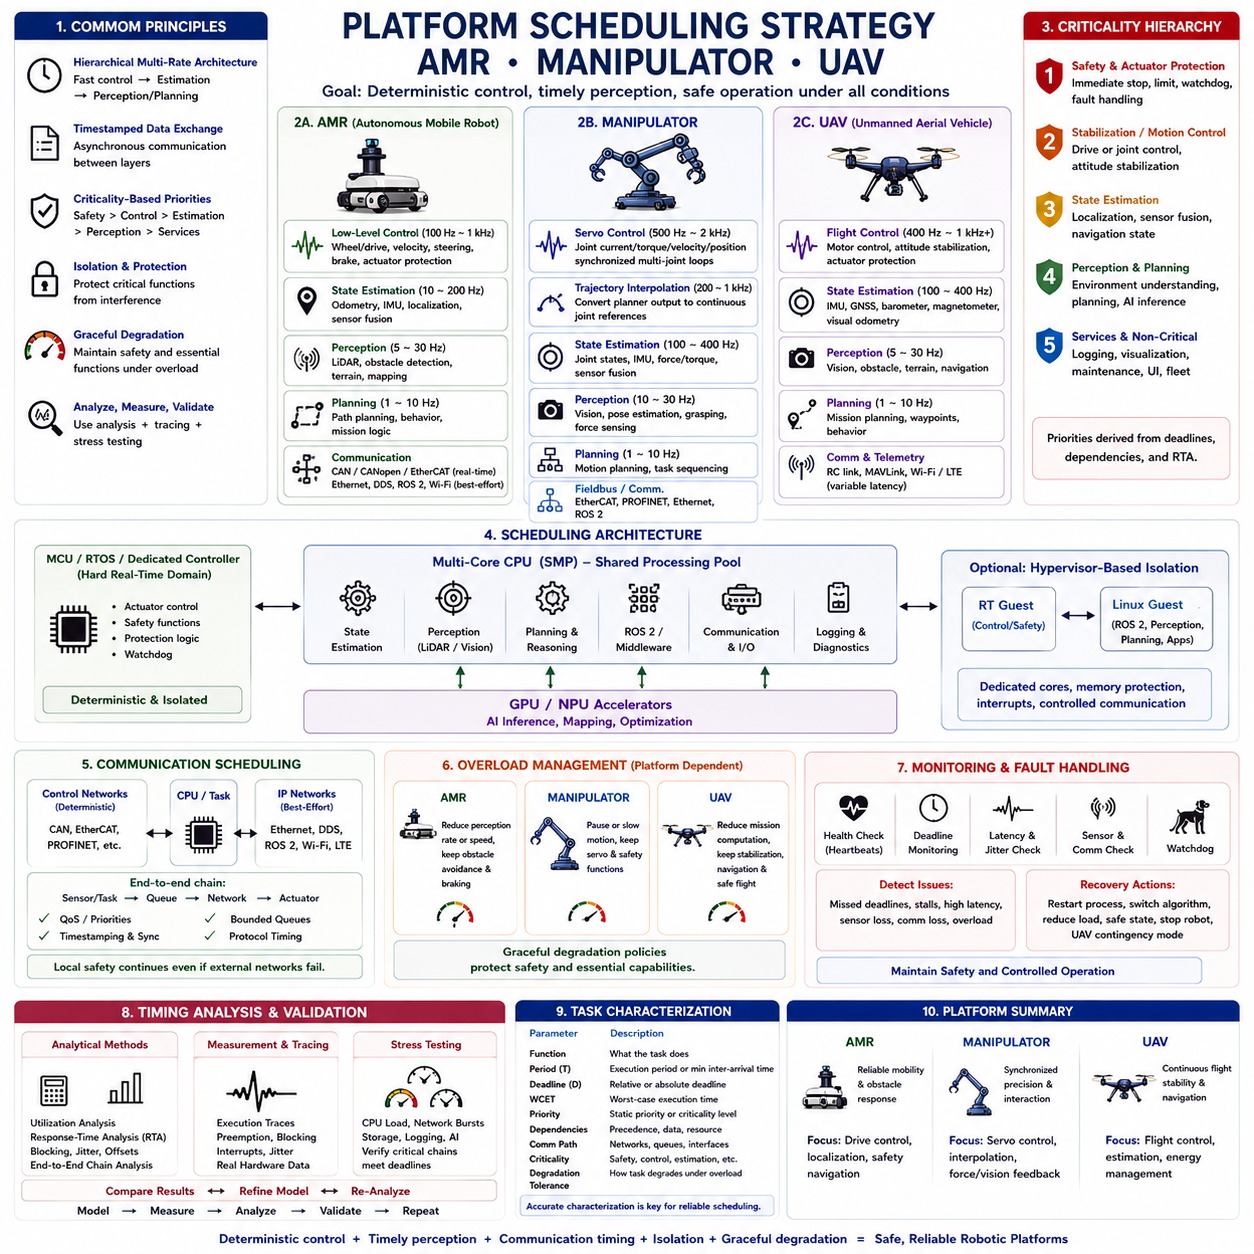 PLATFORM SCHEDULING STRATEGY
AMR • MANIPULATOR • UAV
Goal: Deterministic control, timely perception, safe operation under all conditions
1. COMMOM PRINCIPLES
Hierarchical Multi-Rate Architecture
Fast control → Estimation
→ Perception/Planning
Timestamped Data Exchange
Asynchronous communication
between layers
Criticality-Based Priorities
Safety > Control > Estimation
> Perception > Services
Isolation & Protection
Protect critical functions
from interference
Graceful Degradation
Maintain safety and essential
functions under overload
Analyze, Measure, Validate
Use analysis + tracing +
stress testing
2A. AMR (Autonomous Mobile Robot)
Low-Level Control (100 Hz ~ 1 kHz)
Wheel/drive, velocity, steering,
brake, actuator protection
State Estimation (10 ~ 200 Hz)
Odometry, IMU, localization,
sensor fusion
Perception (5 ~ 30 Hz)
LiDAR, obstacle detection,
terrain, mapping
Planning (1 ~ 10 Hz)
Path planning, behavior,
mission logic
Communication
CAN / CANopen / EtherCAT (real-time)
Ethernet, DDS, ROS 2, Wi-Fi (best-effort)
2B. MANIPULATOR
Servo Control (500 Hz ~ 2 kHz)
Joint current/torque/velocity/position
synchronized multi-joint loops
Trajectory Interpolation (200 ~ 1 kHz)
Convert planner output to continuous
joint references
State Estimation (100 ~ 400 Hz)
Joint states, IMU, force/torque,
sensor fusion
Perception (10 ~ 30 Hz)
Vision, pose estimation, grasping,
force sensing
Planning (1 ~ 10 Hz)
Motion planning, task sequencing
Fieldbus / Comm.
EtherCAT, PROFINET, Ethernet,
ROS 2
2C. UAV (Unmanned Aerial Vehicle)
Flight Control (400 Hz ~ 1 kHz+)
Motor control, attitude stabilization,
actuator protection
State Estimation (100 ~ 400 Hz)
IMU, GNSS, barometer, magnetometer,
visual odometry
Perception (5 ~ 30 Hz)
Vision, obstacle, terrain, navigation
Planning (1 ~ 10 Hz)
Mission planning, waypoints,
behavior
Comm & Telemetry
RC link, MAVLink, Wi-Fi / LTE
(variable latency)
3. CRITICALITY HIERARCHY
1
Safety & Actuator Protection
Immediate stop, limit, watchdog,
fault handling
2
Stabilization / Motion Control
Drive or joint control,
attitude stabilization
3
State Estimation
Localization, sensor fusion,
navigation state
4
Perception & Planning
Environment understanding,
planning, AI inference
5
Services & Non-Critical
Logging, visualization,
maintenance, UI, fleet
Priorities derived from deadlines,
dependencies, and RTA.
4. SCHEDULING ARCHITECTURE
MCU / RTOS / Dedicated Controller
(Hard Real-Time Domain)
• Actuator control
• Safety functions
• Protection logic
• Watchdog
Deterministic & Isolated
Multi-Core CPU (SMP) – Shared Processing Pool
State
Estimation
Perception
(LiDAR / Vision)
Planning &
Reasoning
ROS 2 /
Middleware
Communication
& I/O
Logging &
Diagnostics
GPU / NPU Accelerators
AI Inference, Mapping, Optimization
Optional: Hypervisor-Based Isolation
RT Guest
(Control/Safety)
Linux Guest
(ROS 2, Perception,
Planning, Apps)
Dedicated cores, memory protection,
interrupts, controlled communication
5. COMMUNICATION SCHEDULING
Control Networks
(Determnistic)
CAN, EtherCAT,
PROFINET, etc.
CPU / Task
IP Networks
(Best-Effort)
Ethernet, DDS,
ROS 2, Wi-Fi, LTE
End-to-end chain:
Sensor/Task → Queue → Network → Actuator
✓ QoS / Priorities ✓ Bounded Queues
✓ Timestamping & Sync ✓ Protocol Timing
Local safety continues even if external networks fail.
6. OVERLOAD MANAGEMENT (Platform Dependent)
AMR
Reduce perception
rate or speed,
keep obstacle
avoidance &
braking
MANIPULATOR
Pause or slow
motion, keep
servo & safety
functions
UAV
Reduce mission
computation,
keep stabilization,
navigation &
safe flight
Graceful degradation policies
protect safety and essential capabilities.
7. MONITORING & FAULT HANDLING
Health Check
(Heartbeats)
Deadline
Monitoring
Latency &
Jitter Check
Sensor &
Comm Check
Watchdog
Detect Issues:
Missed deadlines, stalls, high latency,
sensor loss, comm loss, overload
Recovery Actions:
Restart process, switch algorithm,
reduce load, safe state, stop robot,
UAV contingency mode
Maintain Safety and Controlled Operation
8. TIMING ANALYSIS & VALIDATION
Analytical Methods
Utilization Analysis
Response-Time Analysis (RTA)
Blocking, Jitter, Offsets
End-to-End Chain Analysis
Measurement & Tracing
Execution Traces
Preemption, Blocking
Interrupts, Jitter
Real Hardware Data
Stress Testing
CPU Load, Network Bursts
Storage, Logging, AI
Verify critical chains
meet deadlines
Compare Results ↔ Refine Model ↔ Re-Analyze
Model → Measure → Analyze → Validate → Repeat
9. TASK CHARACTERIZATION
Parameter Description
Function What the task does
Period (T) Execution period or min inter-arrival time
Deadline (D) Relative or absolute deadline
WCET Worst-case execution time
Priority Static priority or criticality level
Dependencies Precedence, data, resource
Comm Path Networks, queues, interfaces
Criticality Safety, control, estimation, etc.
Degradation How task degrades under overload
Tolerance
Accurate characterization is key for reliable scheduling.
10. PLATFORM SUMMARY
AMR
Reliable mobility
& obstacle
response
Focus: Drive control,
localization, safety
navigation
MANIPULATOR
Synchronized
precision &
interaction
Focus: Servo control,
interpolation,
force/vision feedback
UAV
Continuous flight
stability &
navigation
Focus: Flight control,
estimation, energy
management
Deterministic control + Timely perception + Communication timing + Isolation + Graceful degradation = Safe, Reliable Robotic Platforms